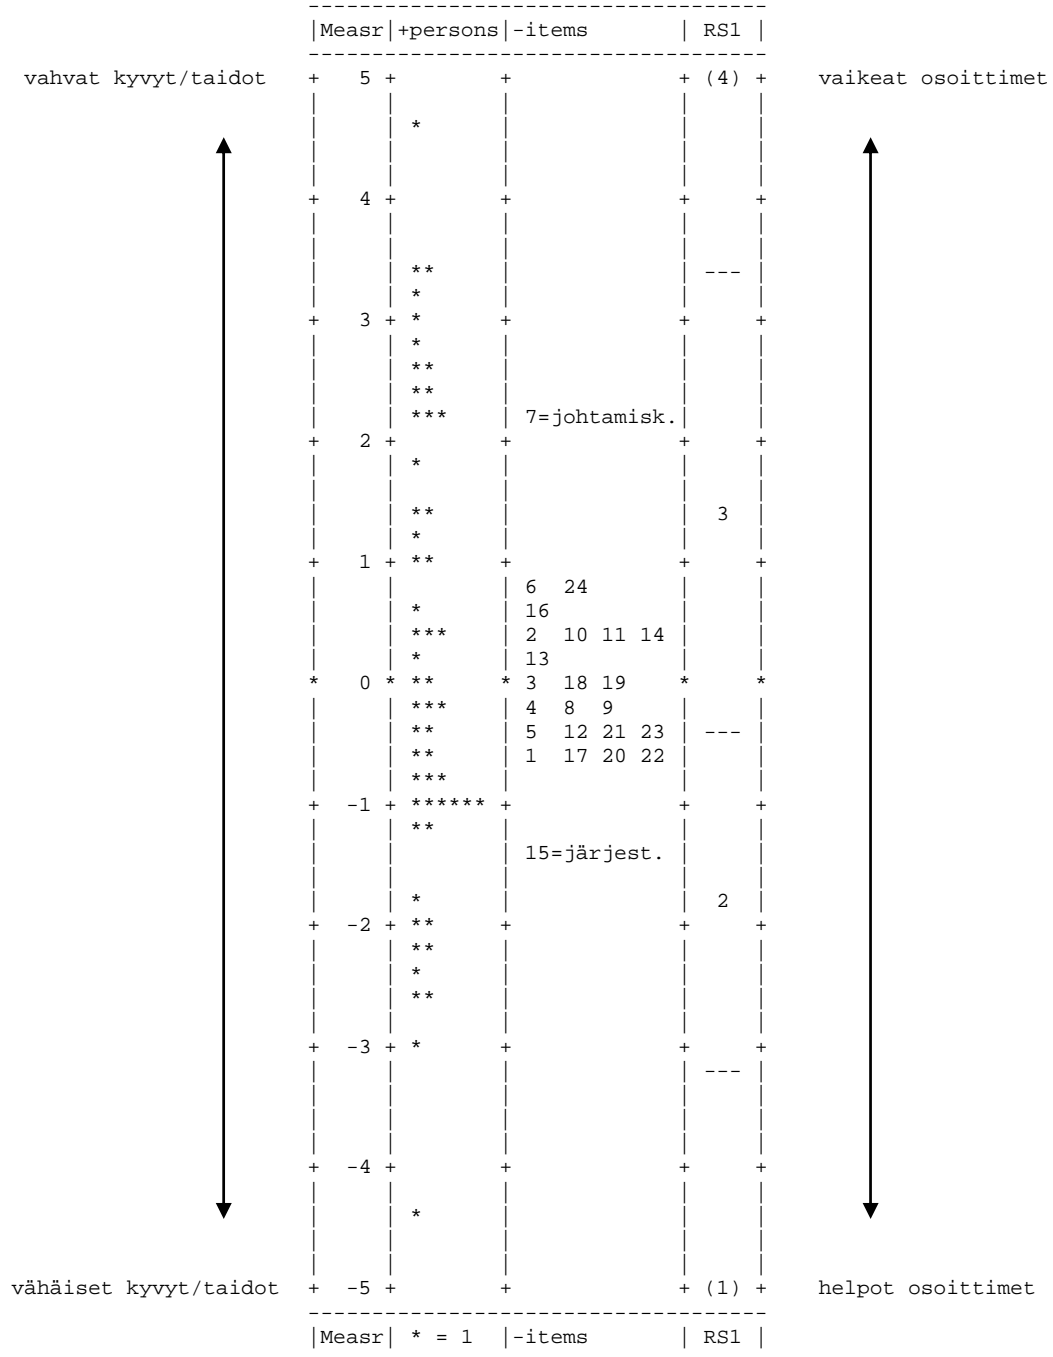 --------------------------------------
|Measr|+persons|-items | RS1 |
--------------------------------------
vahvat kyvyt/taidot + 5 + + + (4) + vaikeat osoittimet
| | | | |
| | * | | |
| | | | |
| | | | |
+ 4 + + + +
| | | | |
| | | | |
| | ** | | --- |
| | * | | |
+ 3 + * + + +
| | * | | |
| | ** | | |
| | ** | | |
| | *** | 7=johtamisk.| |
+ 2 + + + +
| | * | | |
| | | | |
| | ** | | 3 |
| | * | | |
+ 1 + ** + + +
| | | 6 24 | |
| | * | 16 | |
| | *** | 2 10 11 14 | |
| | * | 13 | |
* 0 * ** * 3 18 19 * *
| | *** | 4 8 9 | |
| | ** | 5 12 21 23 | --- |
| | ** | 1 17 20 22 | |
| | *** | | |
+ -1 + ****** + + +
| | ** | | |
| | | 15=järjest. | |
| | | | |
| | * | | 2 |
+ -2 + ** + + +
| | ** | | |
| | * | | |
| | ** | | |
| | | | |
+ -3 + * + + +
| | | | --- |
| | | | |
| | | | |
| | | | |
+ -4 + + + +
| | | | |
| | * | | |
| | | | |
| | | | |
vähäiset kyvyt/taidot + -5 + + + (1) + helpot osoittimet
--------------------------------------
|Measr| * = 1 |-items | RS1 |